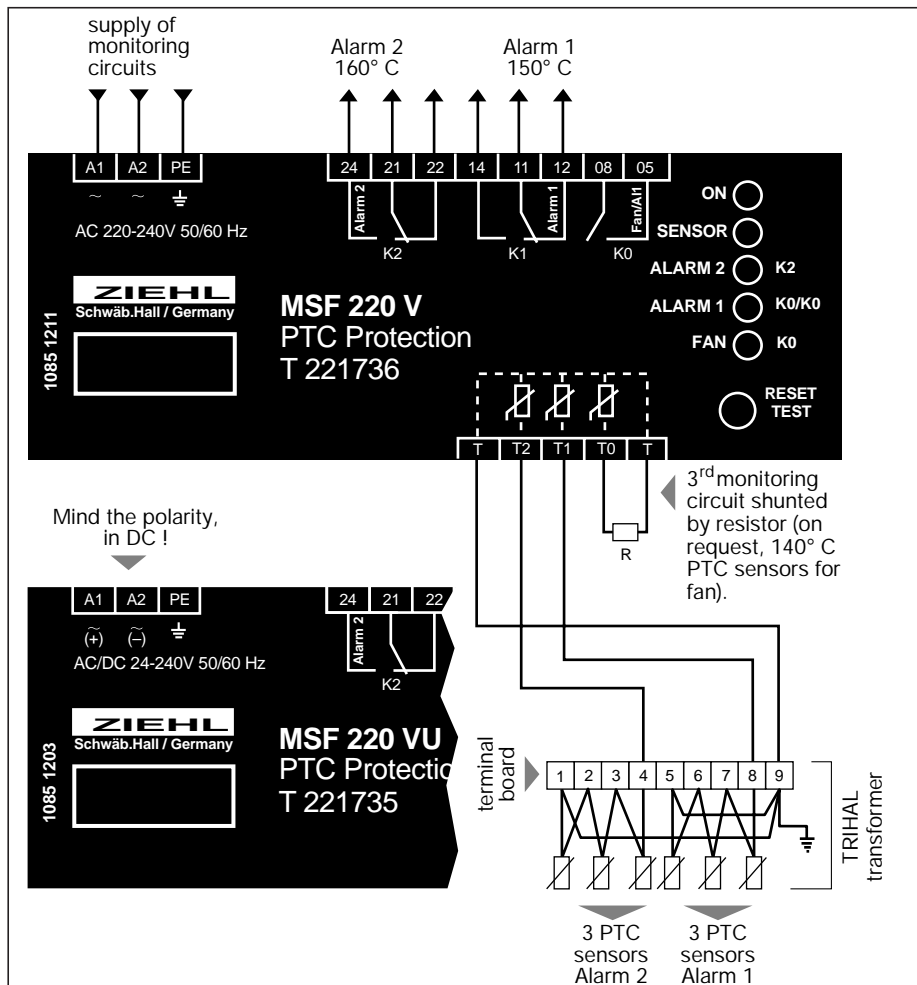 supply of
monitoring
circuits
Alarm 2
160° C
Alarm 1
150° C
A1 A2 PE
24 21 22 14 11 12 08 05
~ ~
AC 220-240V 50/60 Hz
Alarm 2
K2
K1
Alarm 1
K0
Fan/Al1
ON
SENSOR
ALARM 2 K2
ALARM 1 K0/K0
FAN K0
RESET
TEST
ZIEHL
Schwäb.Hall / Germany
1085 1211
MSF 220 V
PTC Protection
T 221736
T T2 T1 T0 T
R
3rd monitoring
circuit shunted
by resistor (on
request, 140° C
PTC sensors for
fan).
Mind the polarity,
in DC !
A1 A2 PE
24 21 22
~ ~
(+) (–)
AC/DC 24-240V 50/60 Hz
Alarm 2
K2
ZIEHL
Schwäb.Hall / Germany
1085 1203
MSF 220 VU
PTC Protectio
T 221735
terminal
board
1 2 3 4 5 6 7 8 9
TRIHAL
transformer
3 PTC
sensors
Alarm 2
3 PTC
sensors
Alarm 1